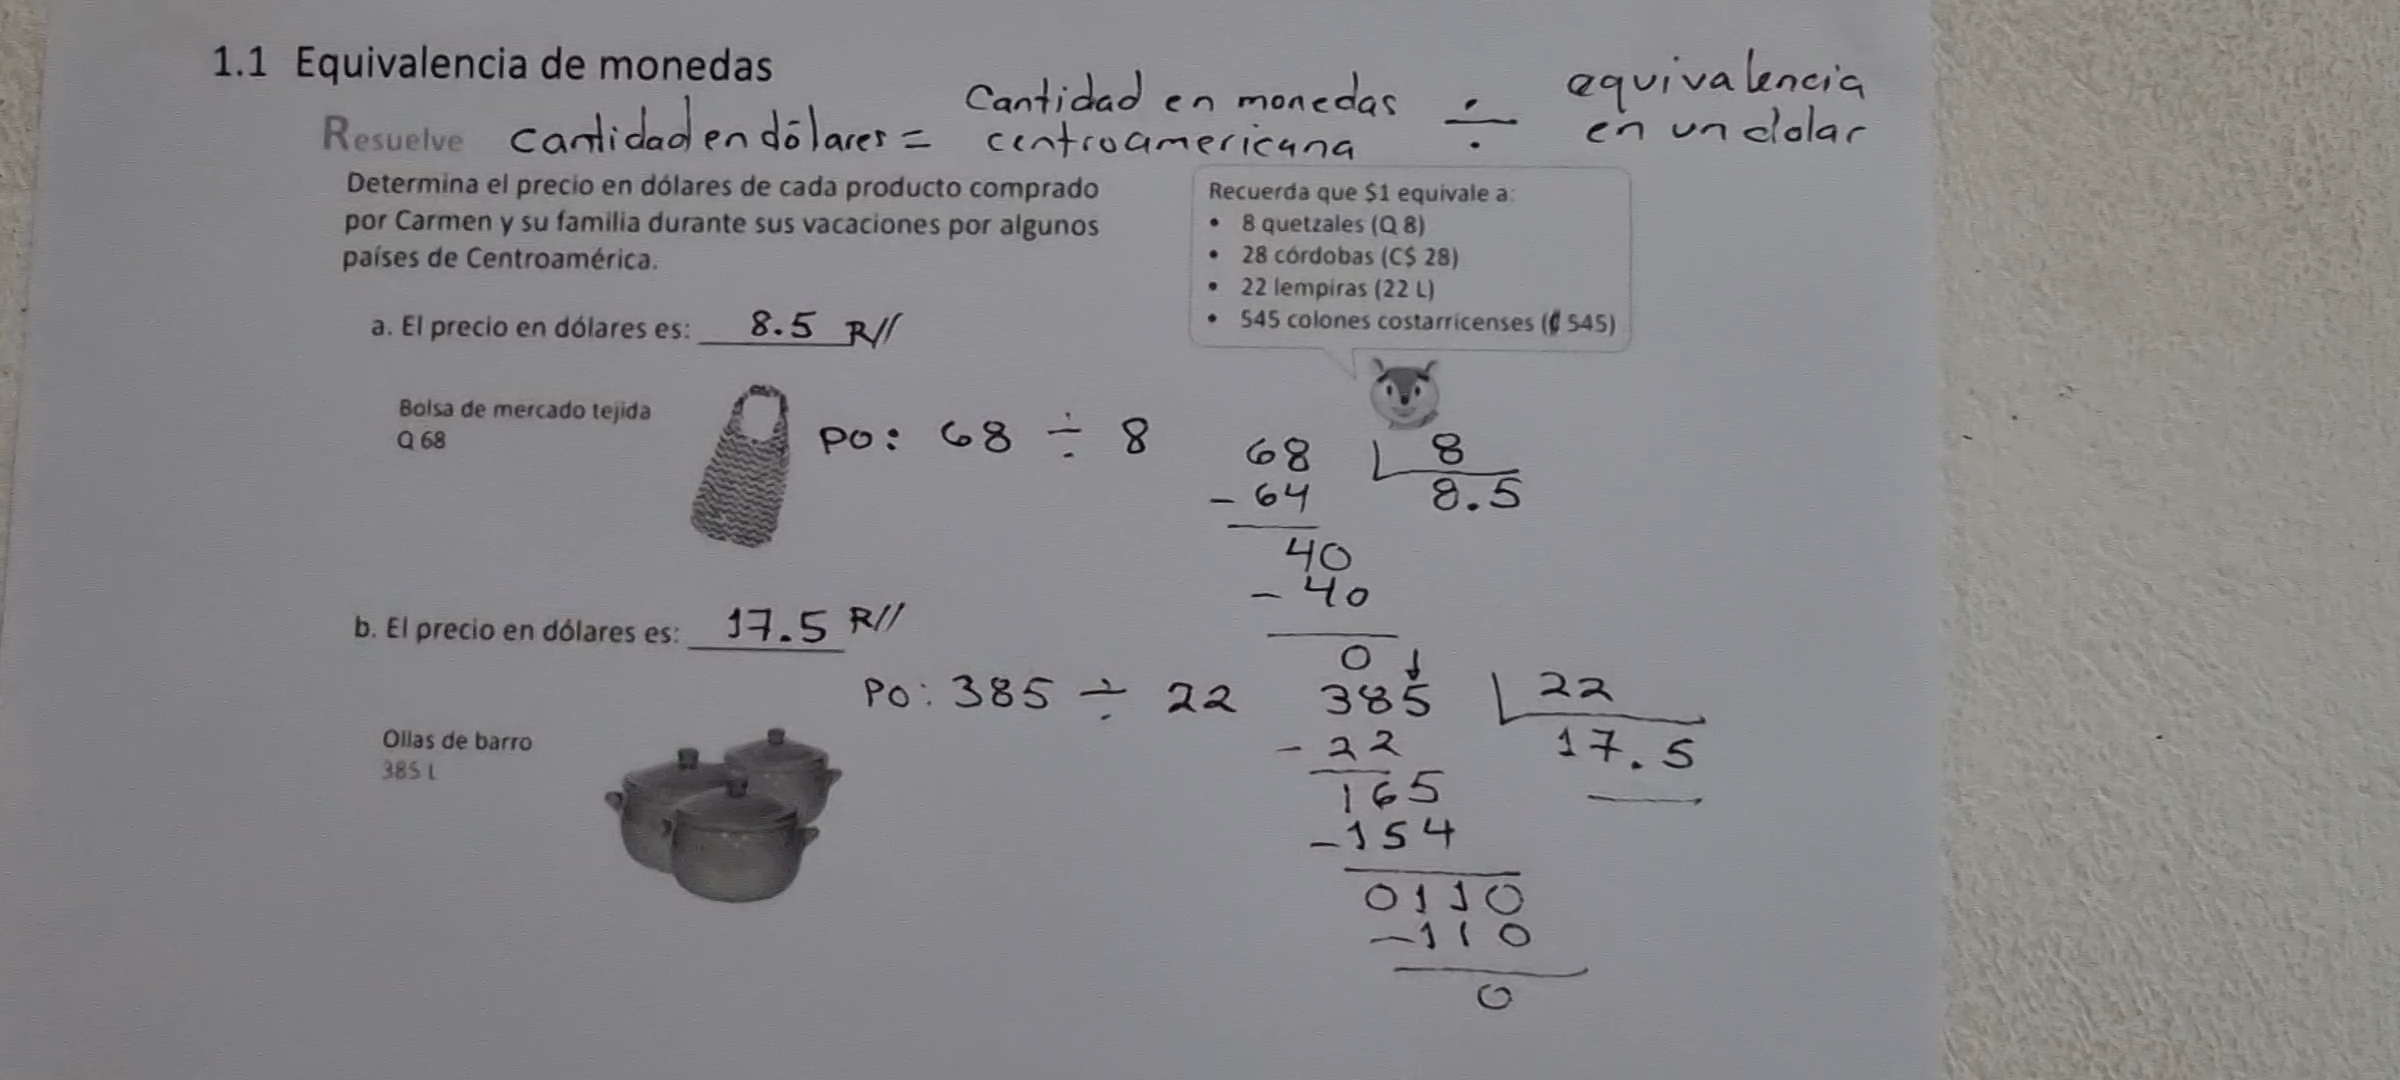 1.1 Equivalencia de monedas
Cantidad en monedas ÷ equivalencia
Resuelve cantidad en dólares = centroamericana en un dolar
Determina el precio en dólares de cada producto comprado
por Carmen y su familia durante sus vacaciones por algunos
países de Centroamérica.
Recuerda que $1 equivale a:
• 8 quetzales (Q 8)
• 28 córdobas (C$ 28)
• 22 lempiras (22 L)
• 545 colones costarricenses (₡ 545)
a. El precio en dólares es: 8.5 R//
Bolsa de mercado tejida
Q 68
PO: 68 ÷ 8
68 8
- 64 8.5
40
- 40
0
b. El precio en dólares es: 17.5 R//
Ollas de barro
385 L
PO: 385 ÷ 22
385 22
- 22 17.5
165
- 154
0110
- 110
0